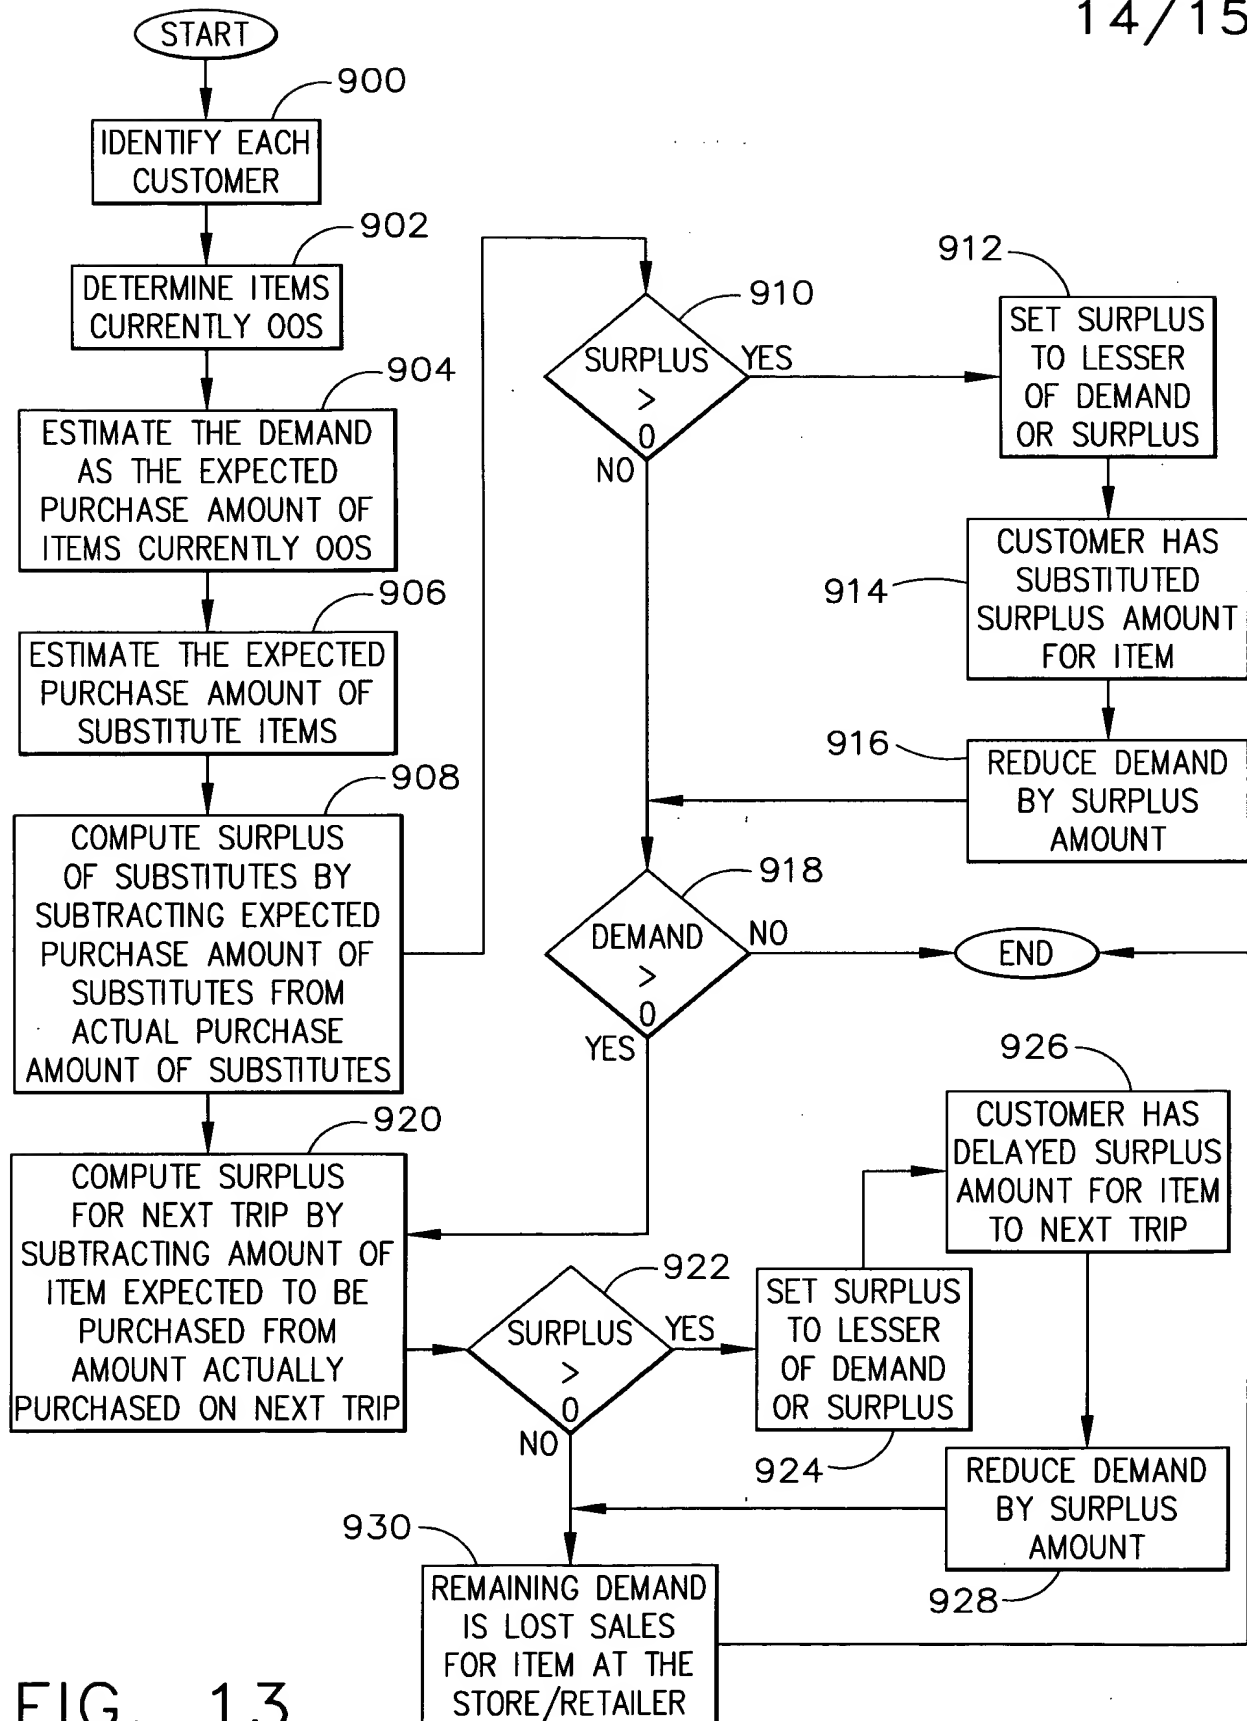 14/15
START
900
IDENTIFY EACH
CUSTOMER
902
DETERMINE ITEMS
CURRENTLY OOS
904
ESTIMATE THE DEMAND
AS THE EXPECTED
PURCHASE AMOUNT OF
ITEMS CURRENTLY OOS
906
ESTIMATE THE EXPECTED
PURCHASE AMOUNT OF
SUBSTITUTE ITEMS
908
COMPUTE SURPLUS
OF SUBSTITUTES BY
SUBTRACTING EXPECTED
PURCHASE AMOUNT OF
SUBSTITUTES FROM
ACTUAL PURCHASE
AMOUNT OF SUBSTITUTES
910
SURPLUS
>
0
YES
NO
912
SET SURPLUS
TO LESSER
OF DEMAND
OR SURPLUS
914
CUSTOMER HAS
SUBSTITUTED
SURPLUS AMOUNT
FOR ITEM
916
REDUCE DEMAND
BY SURPLUS
AMOUNT
918
DEMAND
>
0
NO
YES
END
920
COMPUTE SURPLUS
FOR NEXT TRIP BY
SUBTRACTING AMOUNT OF
ITEM EXPECTED TO BE
PURCHASED FROM
AMOUNT ACTUALLY
PURCHASED ON NEXT TRIP
922
SURPLUS
>
0
YES
NO
SET SURPLUS
TO LESSER
OF DEMAND
OR SURPLUS
924
926
CUSTOMER HAS
DELAYED SURPLUS
AMOUNT FOR ITEM
TO NEXT TRIP
REDUCE DEMAND
BY SURPLUS
AMOUNT
928
930
REMAINING DEMAND
IS LOST SALES
FOR ITEM AT THE
STORE/RETAILER
FIG. 13